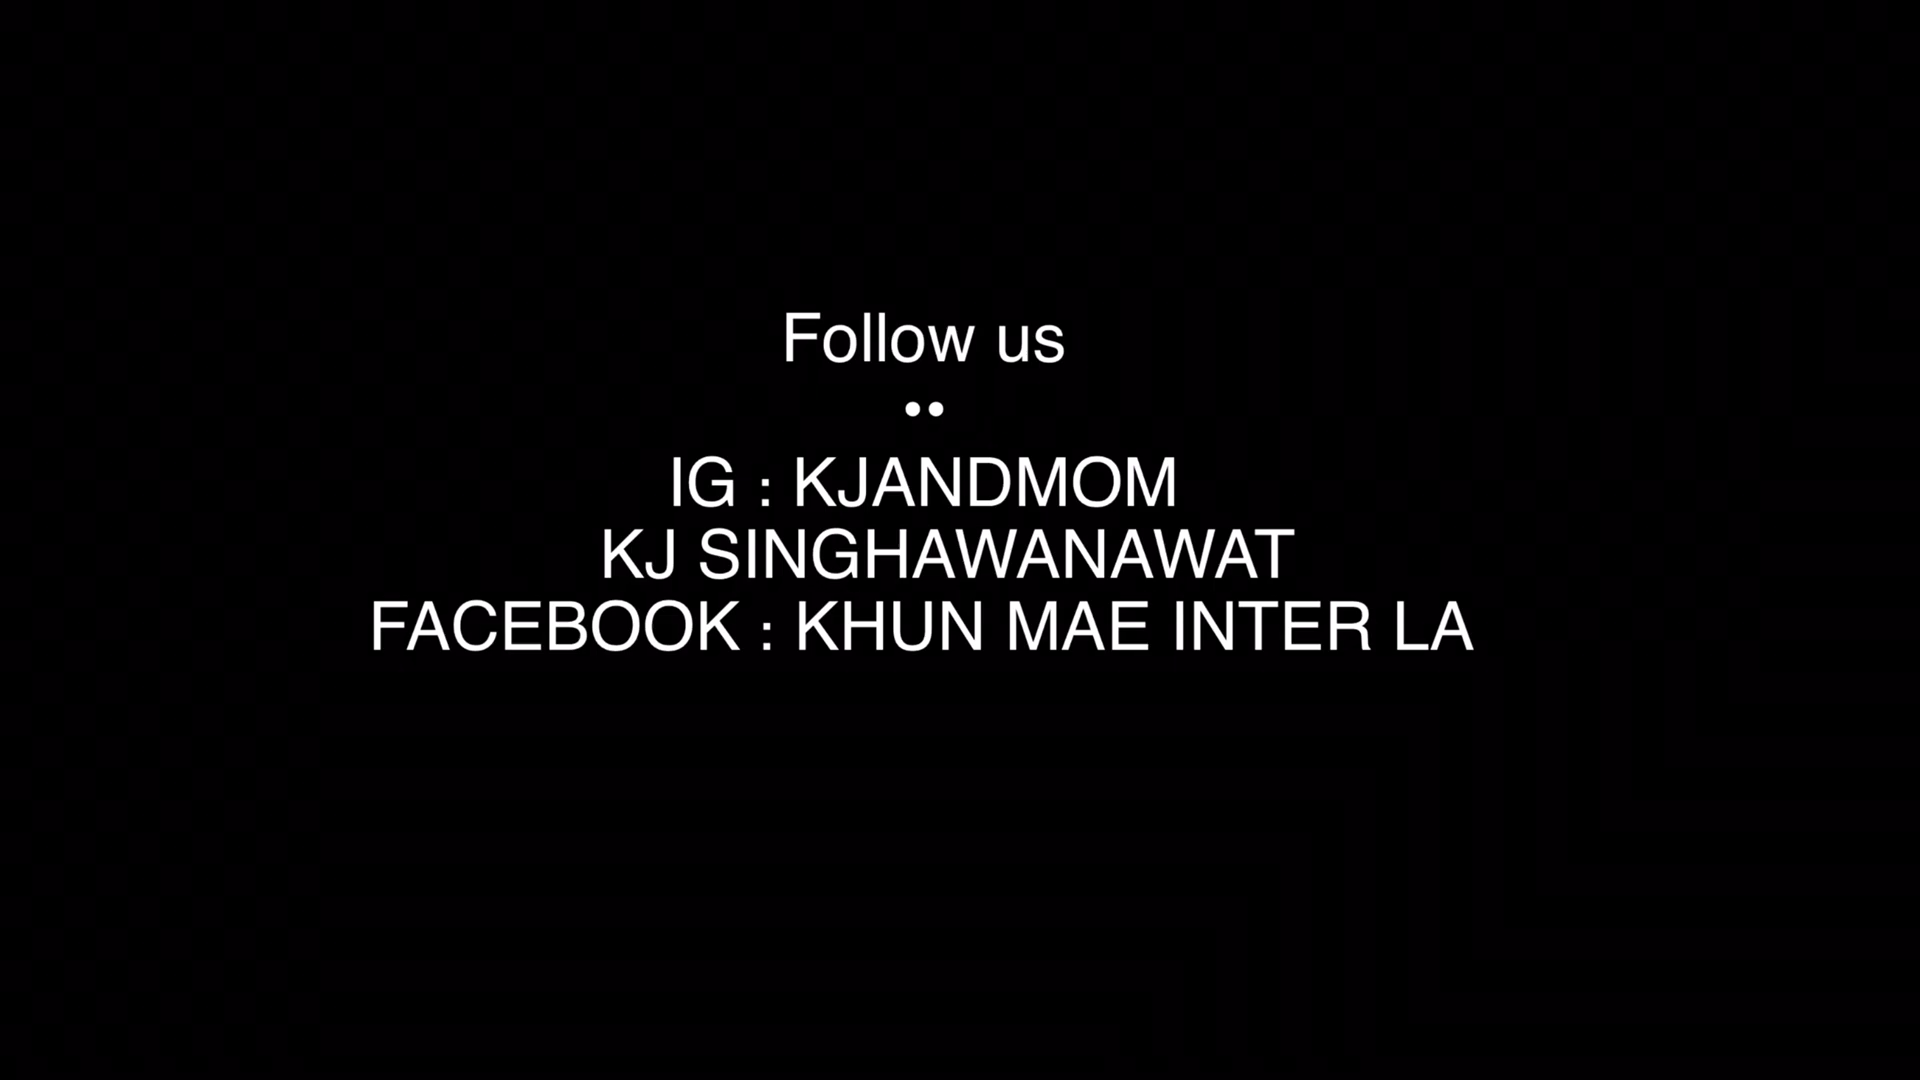 Follow us
••
IG : KJANDMOM
KJ SINGHAWANAWAT
FACEBOOK : KHUN MAE INTER LA